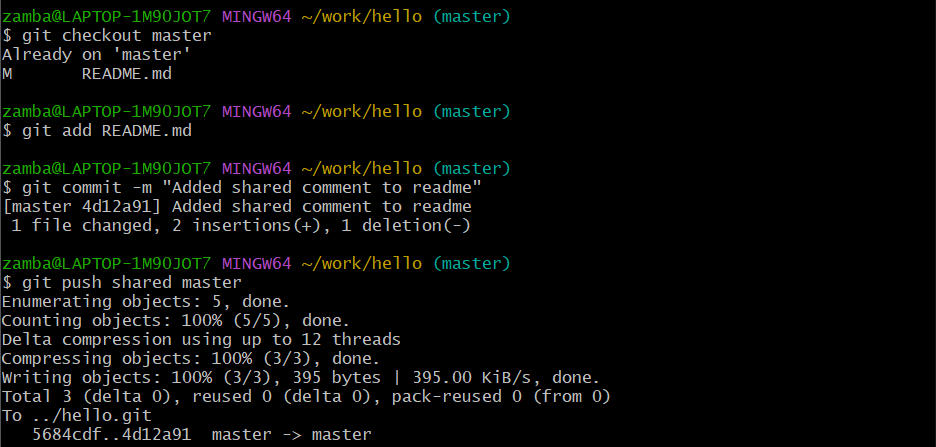 zamba@LAPTOP-1M9OJOT7 MINGW64 ~/work/hello (master)
$ git checkout master
Already on 'master'
M       README.md

zamba@LAPTOP-1M9OJOT7 MINGW64 ~/work/hello (master)
$ git add README.md

zamba@LAPTOP-1M9OJOT7 MINGW64 ~/work/hello (master)
$ git commit -m "Added shared comment to readme"
[master 4d12a91] Added shared comment to readme
 1 file changed, 2 insertions(+), 1 deletion(-)

zamba@LAPTOP-1M9OJOT7 MINGW64 ~/work/hello (master)
$ git push shared master
Enumerating objects: 5, done.
Counting objects: 100% (5/5), done.
Delta compression using up to 12 threads
Compressing objects: 100% (3/3), done.
Writing objects: 100% (3/3), 395 bytes | 395.00 KiB/s, done.
Total 3 (delta 0), reused 0 (delta 0), pack-reused 0 (from 0)
To ../hello.git
   5684cdf..4d12a91  master -> master